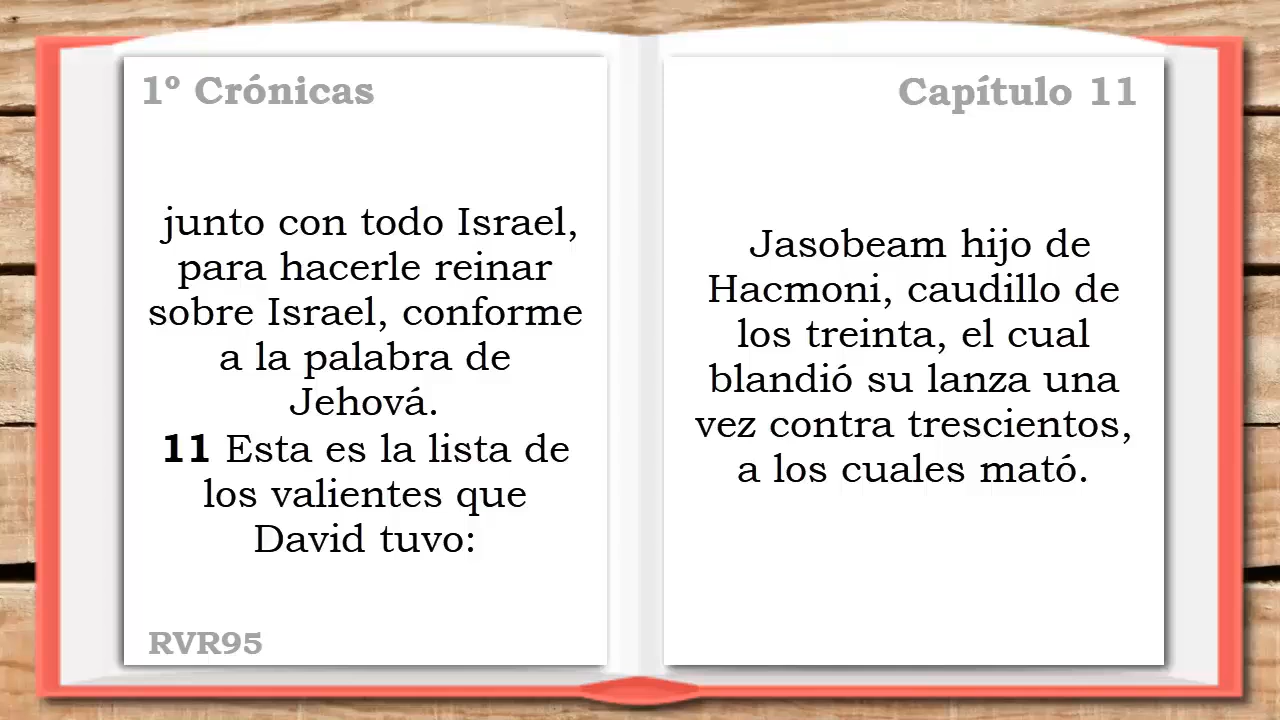 1º Crónicas
junto con todo Israel,
para hacerle reinar
sobre Israel, conforme
a la palabra de
Jehová.
11 Esta es la lista de
los valientes que
David tuvo:
RVR95
Capítulo 11
Jasobeam hijo de
Hacmoni, caudillo de
los treinta, el cual
blandió su lanza una
vez contra trescientos,
a los cuales mató.